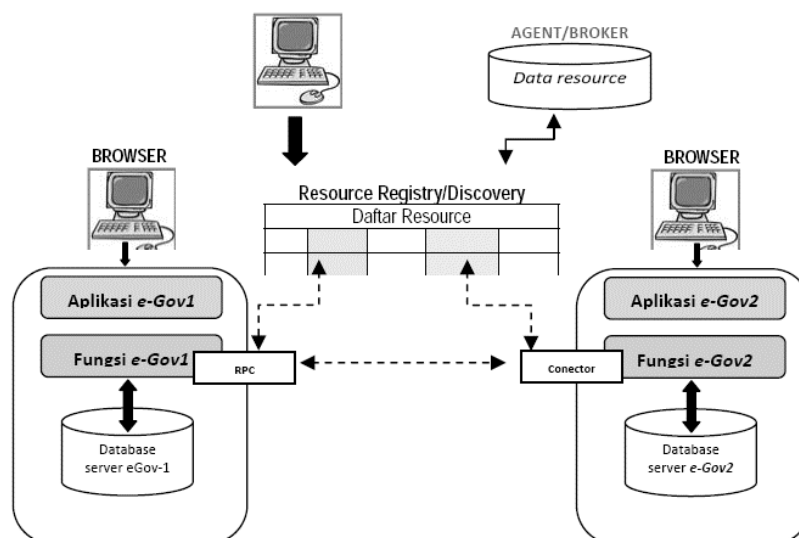 AGENT/BROKER
Data resource
BROWSER
BROWSER
Resource Registry/Discovery
Daftar Resource
Aplikasi e-Gov1
Aplikasi e-Gov2
Fungsi e-Gov1
RPC
Conector
Fungsi e-Gov2
Database
server eGov-1
Database
server e-Gov2